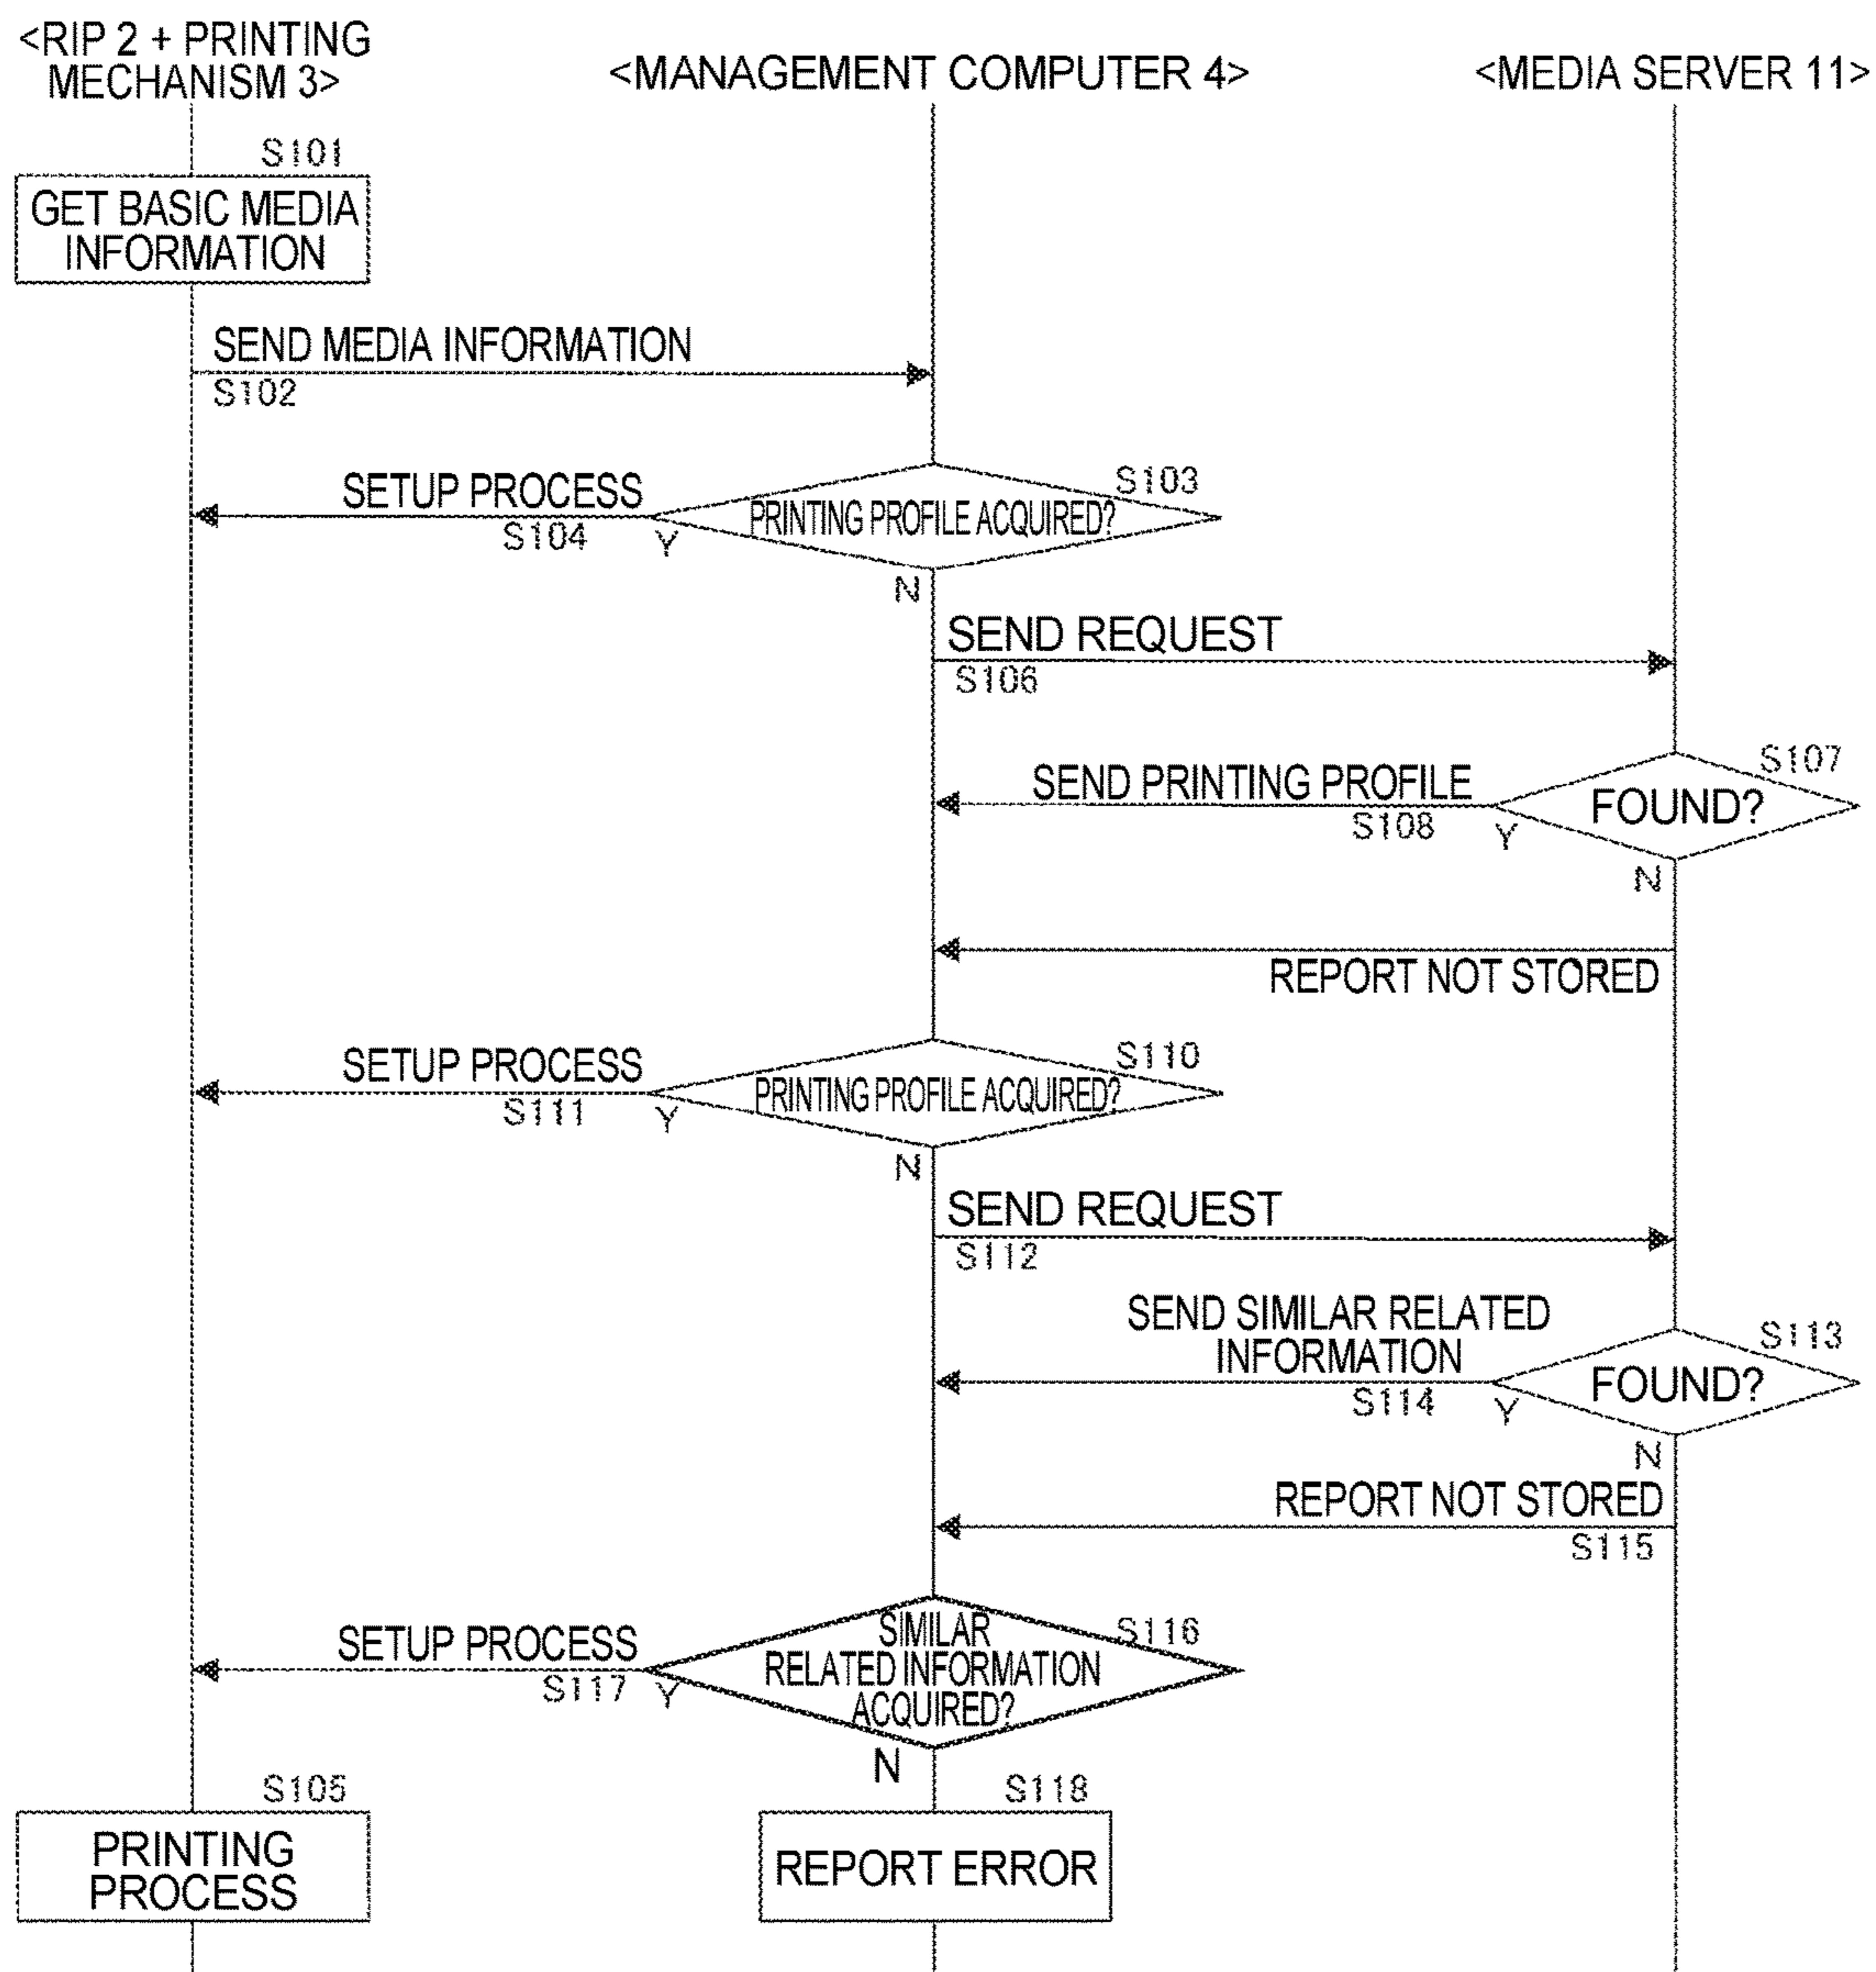 <RIP 2 + PRINTING
MECHANISM 3>
<MANAGEMENT COMPUTER 4>
<MEDIA SERVER 11>
S101
GET BASIC MEDIA
INFORMATION
SEND MEDIA INFORMATION
S102
SETUP PROCESS
S104
Y
PRINTING PROFILE ACQUIRED?
S103
N
SEND REQUEST
S106
SEND PRINTING PROFILE
S108
Y
FOUND?
S107
N
REPORT NOT STORED
SETUP PROCESS
S111
Y
PRINTING PROFILE ACQUIRED?
S110
N
SEND REQUEST
S112
SEND SIMILAR RELATED
INFORMATION
S114
Y
FOUND?
S113
N
REPORT NOT STORED
S115
SETUP PROCESS
S117
Y
SIMILAR
RELATED INFORMATION
ACQUIRED?
S116
N
S105
PRINTING
PROCESS
S118
REPORT ERROR